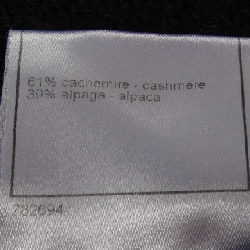 61% cachemire - cashmere
39% alpaga - alpaca
782694